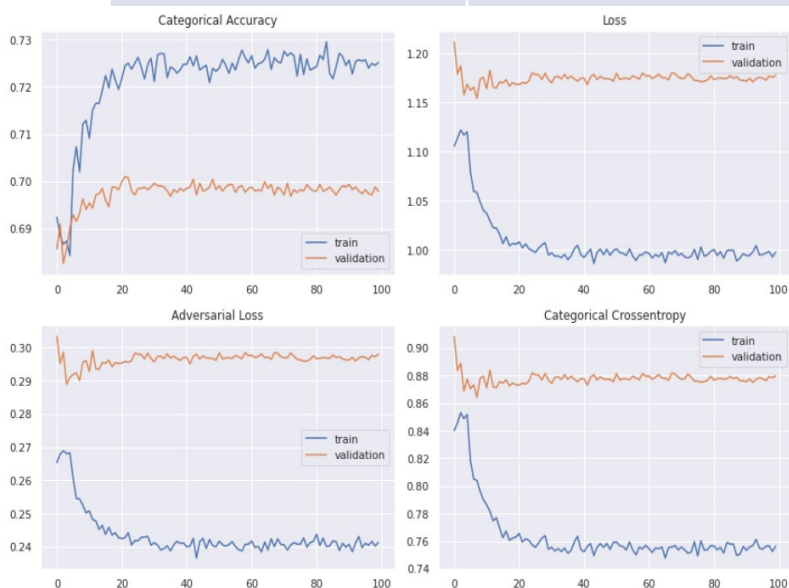 Categorical Accuracy
0.73
0.72
0.71
0.70
0.69
train
validation
0 20 40 60 80 100
Loss
1.20
1.15
1.10
1.05
1.00
train
validation
0 20 40 60 80 100
Adversarial Loss
0.30
0.29
0.28
0.27
0.26
0.25
0.24
train
validation
0 20 40 60 80 100
Categorical Crossentropy
0.90
0.88
0.86
0.84
0.82
0.80
0.78
0.76
0.74
train
validation
0 20 40 60 80 100